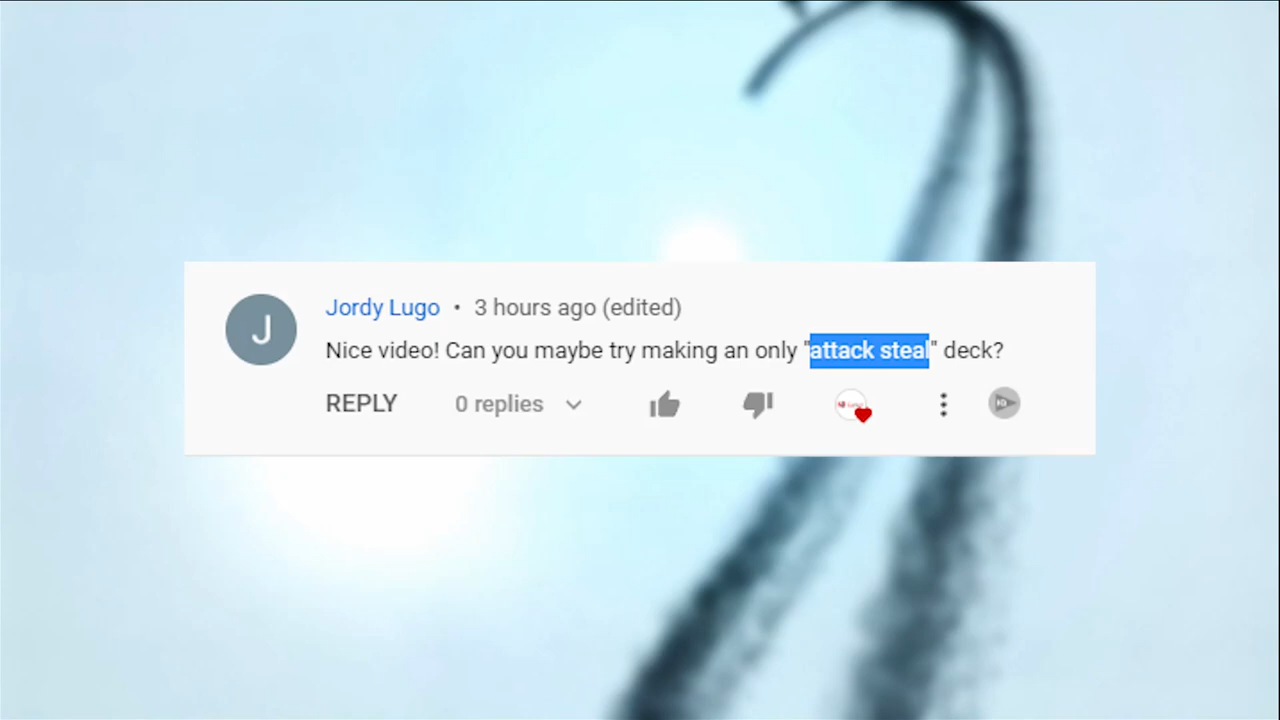 J
Jordy Lugo • 3 hours ago (edited)
Nice video! Can you maybe try making an only "attack steal" deck?
REPLY 0 replies